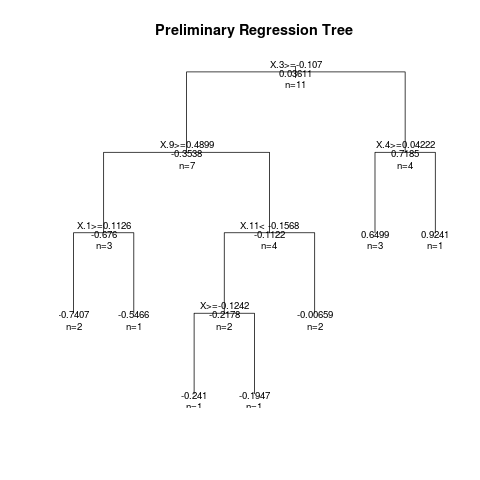 Preliminary Regression Tree
X.3>=-0.107
0.03611
n=11
X.9>=0.4899
-0.3538
n=7
X.4>=0.04222
0.7185
n=4
X.1>=0.1126
-0.676
n=3
X.11< -0.1568
-0.1122
n=4
0.6499
n=3
0.9241
n=1
-0.7407
n=2
-0.5466
n=1
X>=-0.1242
-0.2178
n=2
-0.00659
n=2
-0.241
n=1
-0.1947
n=1